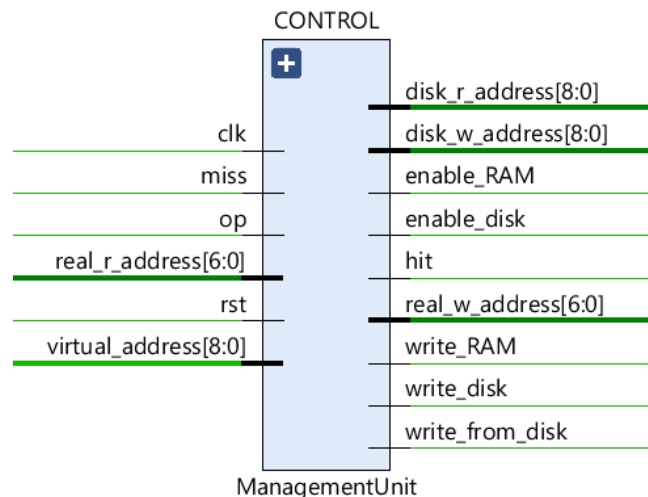 CONTROL
clk
miss
op
real_r_address[6:0]
rst
virtual_address[8:0]
disk_r_address[8:0]
disk_w_address[8:0]
enable_RAM
enable_disk
hit
real_w_address[6:0]
write_RAM
write_disk
write_from_disk
ManagementUnit